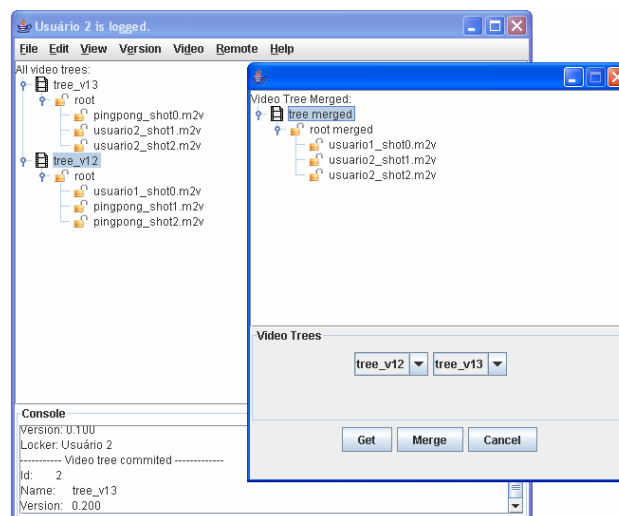 Usuário 2 is logged.
File Edit View Version Video Remote Help
All video trees:
tree_v13
root
pingpong_shot0.m2v
usuario2_shot1.m2v
usuario2_shot2.m2v
tree_v12
root
usuario1_shot0.m2v
pingpong_shot1.m2v
pingpong_shot2.m2v
Console
Version: 0.100
Locker: Usuário 2
---------- Video tree commited ------------
Id: 2
Name: tree_v13
Version: 0.200
Video Tree Merged:
tree merged
root merged
usuario1_shot0.m2v
usuario2_shot1.m2v
usuario2_shot2.m2v
Video Trees
tree_v12 tree_v13
Get Merge Cancel